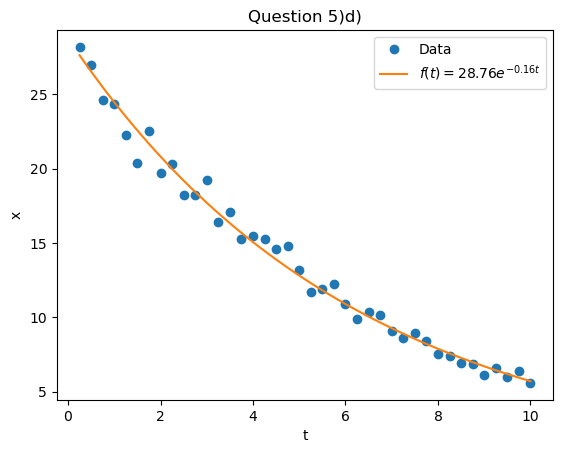 Question 5)d)
Data
f(t) = 28.76e^{-0.16t}
25
20
15
10
5
x
0
2
4
6
8
10
t